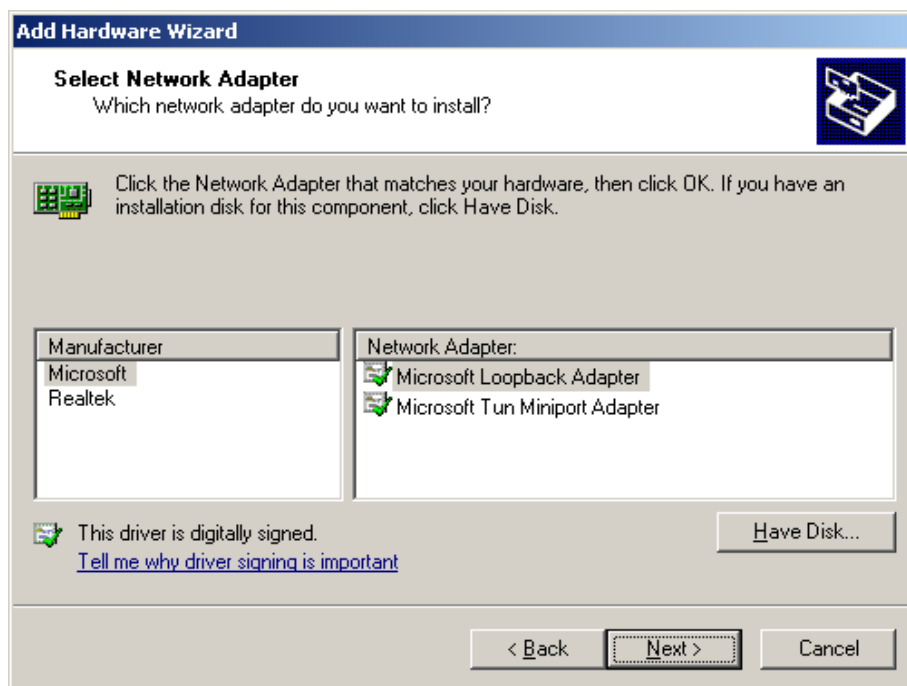 Add Hardware Wizard
Select Network Adapter
Which network adapter do you want to install?
Click the Network Adapter that matches your hardware, then click OK. If you have an
installation disk for this component, click Have Disk.
Manufacturer
Microsoft
Realtek
Network Adapter:
Microsoft Loopback Adapter
Microsoft Tun Miniport Adapter
This driver is digitally signed.
Tell me why driver signing is important
Have Disk...
< Back
Next >
Cancel